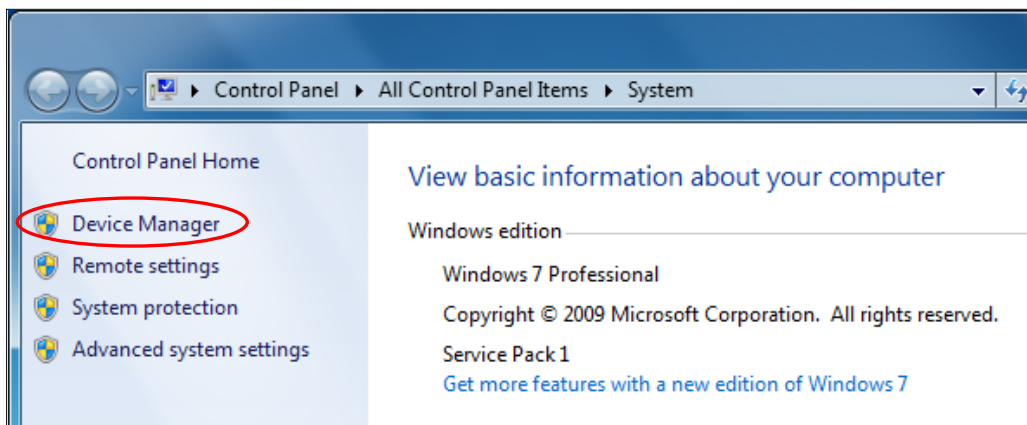 Control Panel All Control Panel Items System
Control Panel Home
Device Manager
Remote settings
System protection
Advanced system settings
View basic information about your computer
Windows edition
Windows 7 Professional
Copyright © 2009 Microsoft Corporation. All rights reserved.
Service Pack 1
Get more features with a new edition of Windows 7